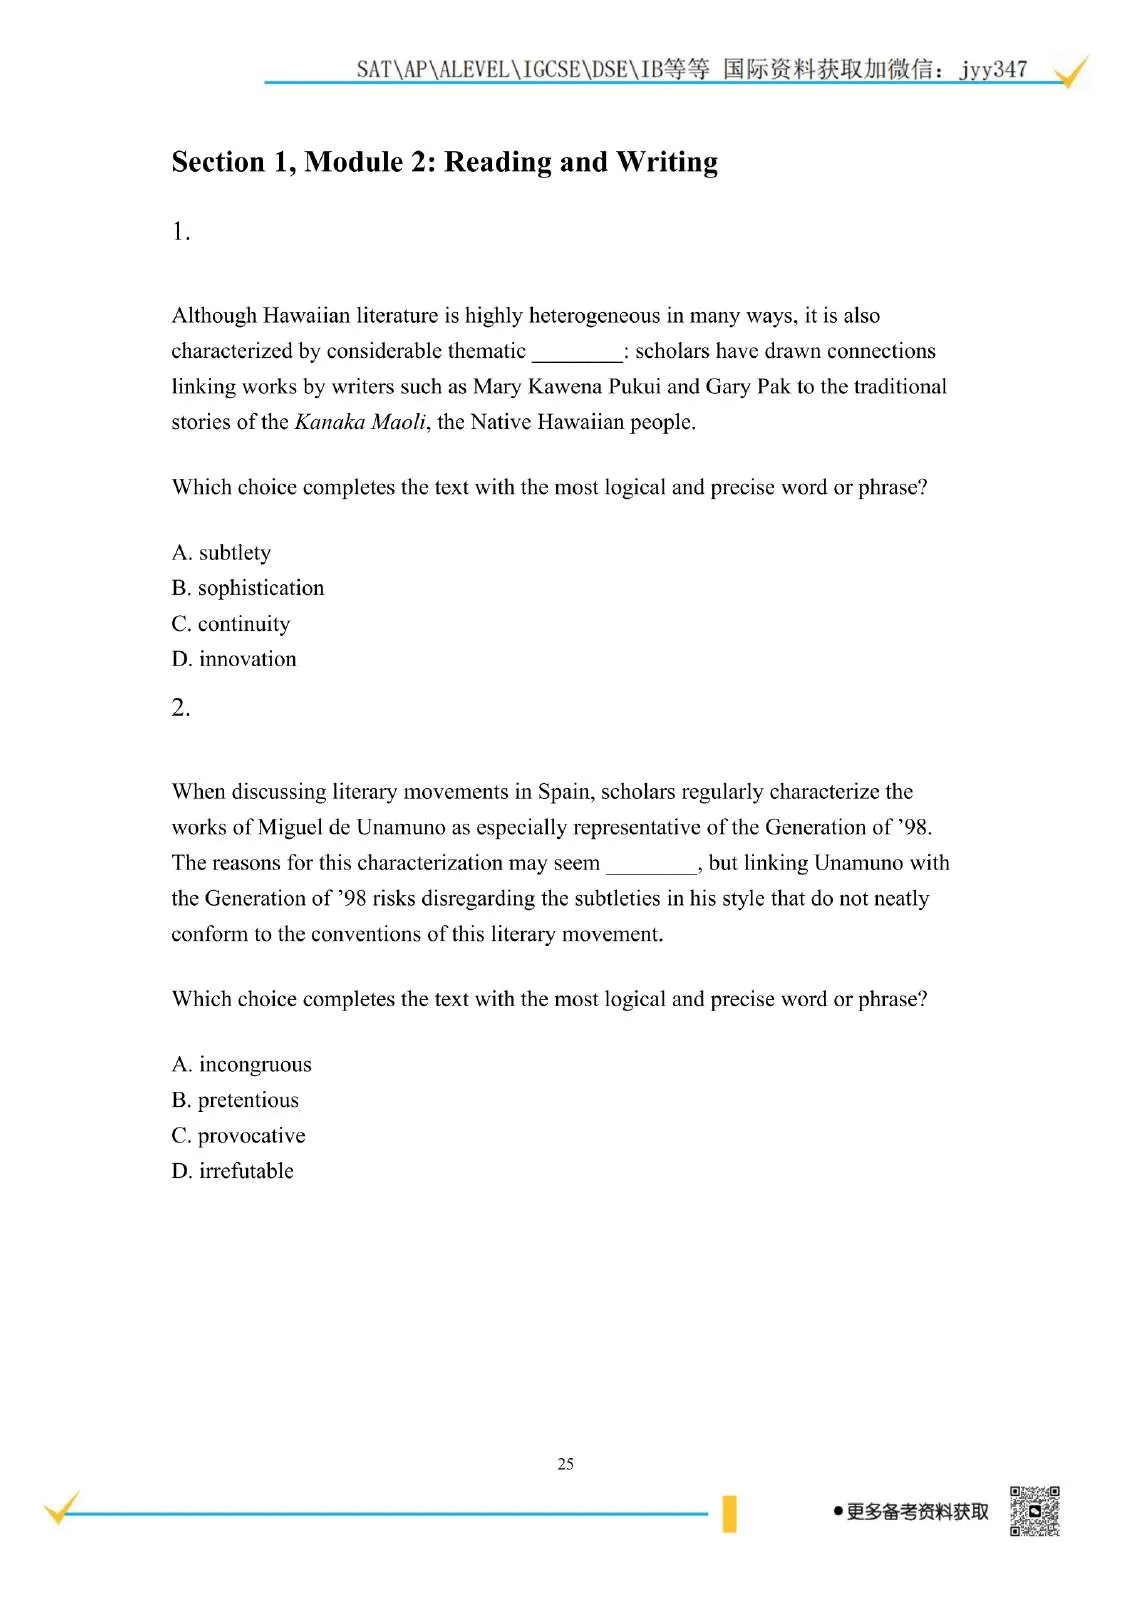 SAT\AP\ALEVEL\IGCSE\DSE\IB等等 国际资料获取加微信：jyy347
Section 1, Module 2: Reading and Writing
1.
Although Hawaiian literature is highly heterogeneous in many ways, it is also
characterized by considerable thematic ________: scholars have drawn connections
linking works by writers such as Mary Kawena Pukui and Gary Pak to the traditional
stories of the Kanaka Maoli, the Native Hawaiian people.
Which choice completes the text with the most logical and precise word or phrase?
A. subtlety
B. sophistication
C. continuity
D. innovation
2.
When discussing literary movements in Spain, scholars regularly characterize the
works of Miguel de Unamuno as especially representative of the Generation of ’98.
The reasons for this characterization may seem ________, but linking Unamuno with
the Generation of ’98 risks disregarding the subtleties in his style that do not neatly
conform to the conventions of this literary movement.
Which choice completes the text with the most logical and precise word or phrase?
A. incongruous
B. pretentious
C. provocative
D. irrefutable
25
●更多备考资料获取